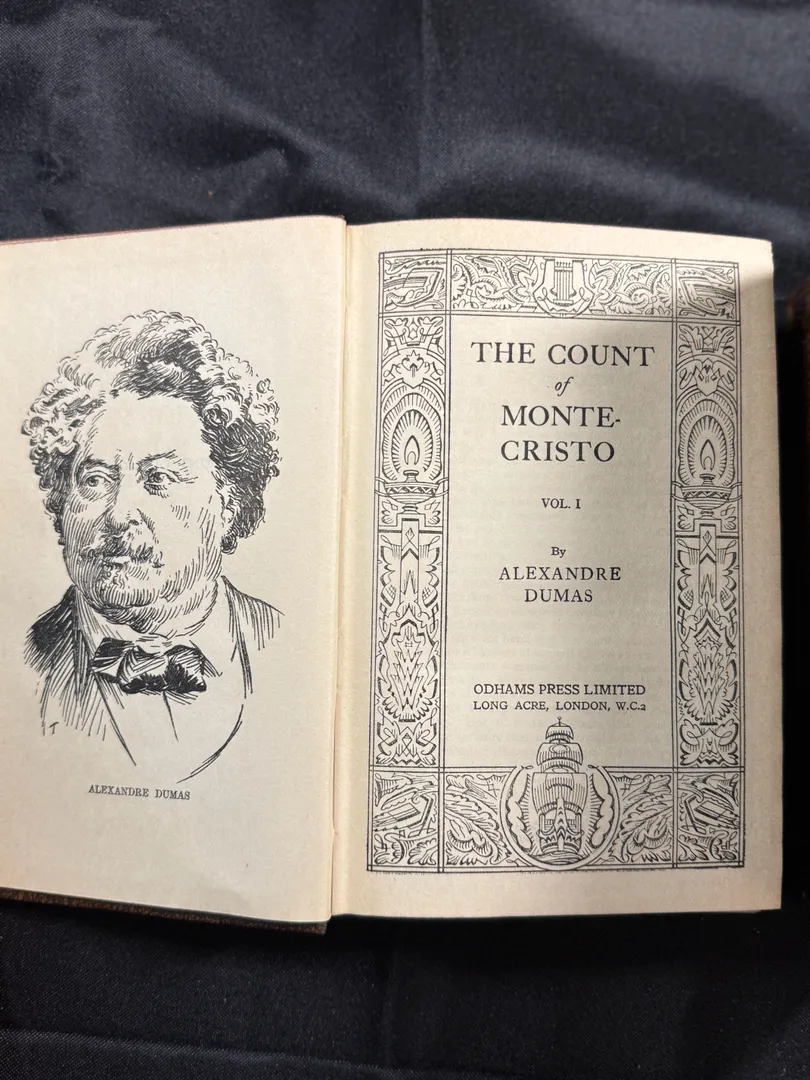 ALEXANDRE DUMAS
THE COUNT
of
MONTE-
CRISTO
VOL. I
By
ALEXANDRE
DUMAS
ODHAMS PRESS LIMITED
LONG ACRE, LONDON, W.C.2